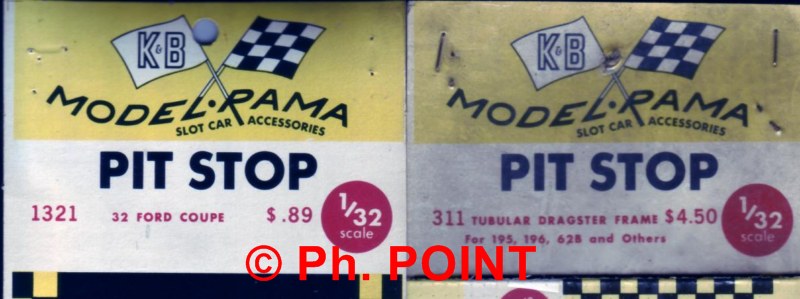 K&B
MODEL·RAMA
SLOT CAR ACCESSORIES
PIT STOP
1321 32 FORD COUPE $.89
1/32
scale
K&B
MODEL·RAMA
SLOT CAR ACCESSORIES
PIT STOP
311 TUBULAR DRAGSTER FRAME $4.50
For 195, 196, 62B and Others
1/32
scale
© Ph. POINT